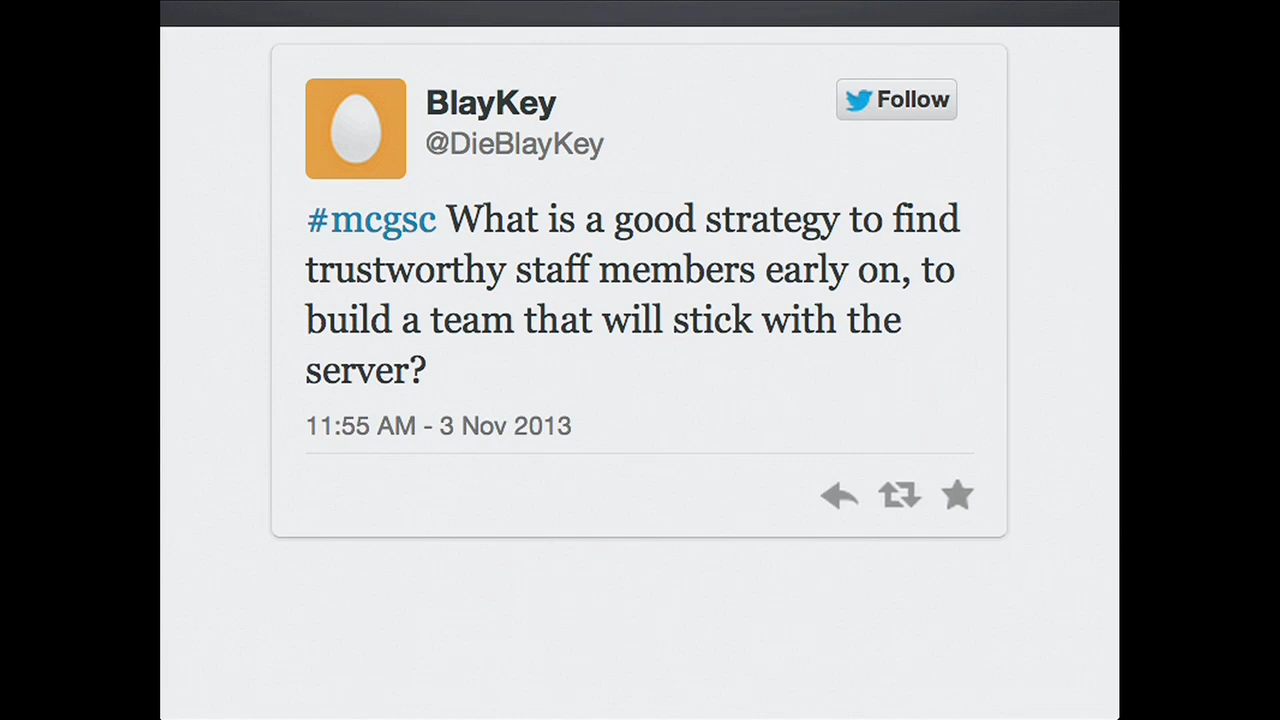 BlayKey
Follow
@DieBlayKey
#mcgsc What is a good strategy to find
trustworthy staff members early on, to
build a team that will stick with the
server?
11:55 AM - 3 Nov 2013